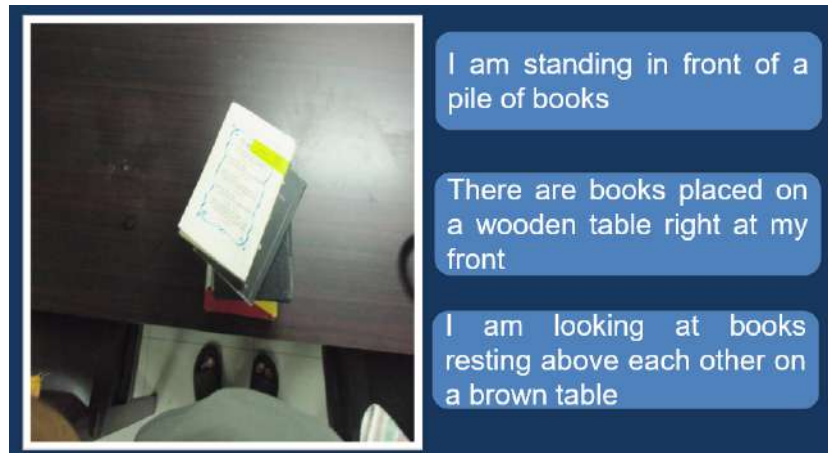 I am standing in front of a
pile of books
There are books placed on
a wooden table right at my
front
I am looking at books
resting above each other on
a brown table